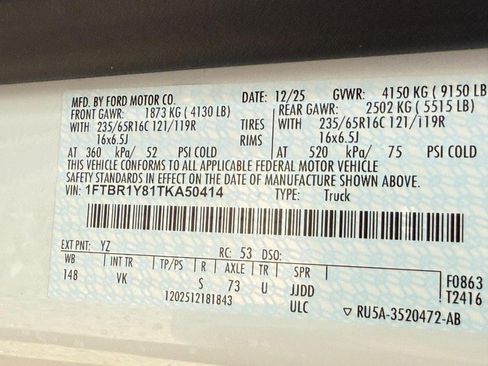 MFD. BY FORD MOTOR CO. DATE: 12/25 GVWR: 4150 KG ( 9150 LB)
FRONT GAWR: 1873 KG ( 4130 LB) REAR GAWR: 2502 KG ( 5515 LB)
WITH 235/65R16C 121/119R TIRES WITH 235/65R16C 121/119R
16x6.5J RIMS 16x6.5J
AT 360 kPa/ 52 PSI COLD AT 520 kPa/ 75 PSI COLD
THIS VEHICLE CONFORMS TO ALL APPLICABLE FEDERAL MOTOR VEHICLE
SAFETY STANDARDS IN EFFECT ON THE DATE OF MANUFACTURE SHOWN ABOVE.
VIN: 1FTBR1Y81TKA50414 TYPE: Truck
EXT PNT: YZ RC: 53 DSO:
WB INT TR TP/PS R AXLE TR SPR
148 VK S 73 U JJDD
F0863
T2416
1202512181843 ULC RU5A-3520472-AB